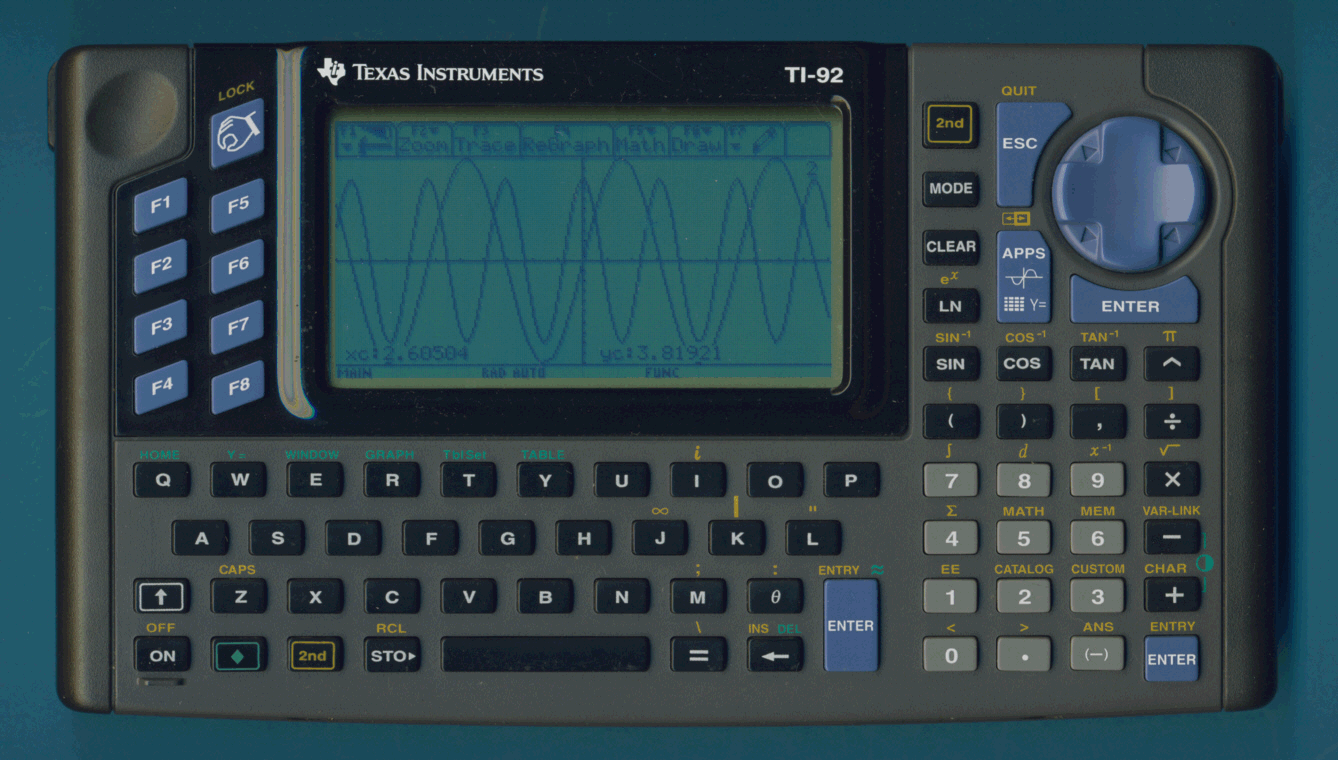 TEXAS INSTRUMENTS TI-92
LOCK
F1 F5
F2 F6
F3 F7
F4 F8
F1 F2 F3 F5 F6 F7
Zoom Trace ReGraph Math Draw
2
xc:2.60504 yc:3.81921
MAIN RAD AUTO FUNC
QUIT
2nd ESC
MODE
CLEAR APPS
eˣ
LN Y=
ENTER
SIN⁻¹ COS⁻¹ TAN⁻¹ π
SIN COS TAN ^
{ } [ ]
( ) , ÷
HOME Y= WINDOW GRAPH TblSet TABLE i ∫ d x⁻¹ √
Q W E R T Y U I O P 7 8 9 ×
∞ | " Σ MATH MEM VAR-LINK
A S D F G H J K L 4 5 6 −
CAPS ; : ENTRY ≈ EE CATALOG CUSTOM CHAR
↑ Z X C V B N M θ ENTER 1 2 3 +
OFF RCL \ INS DEL < > ANS ENTRY
ON ◆ 2nd STO▸ = ← 0 . (−) ENTER